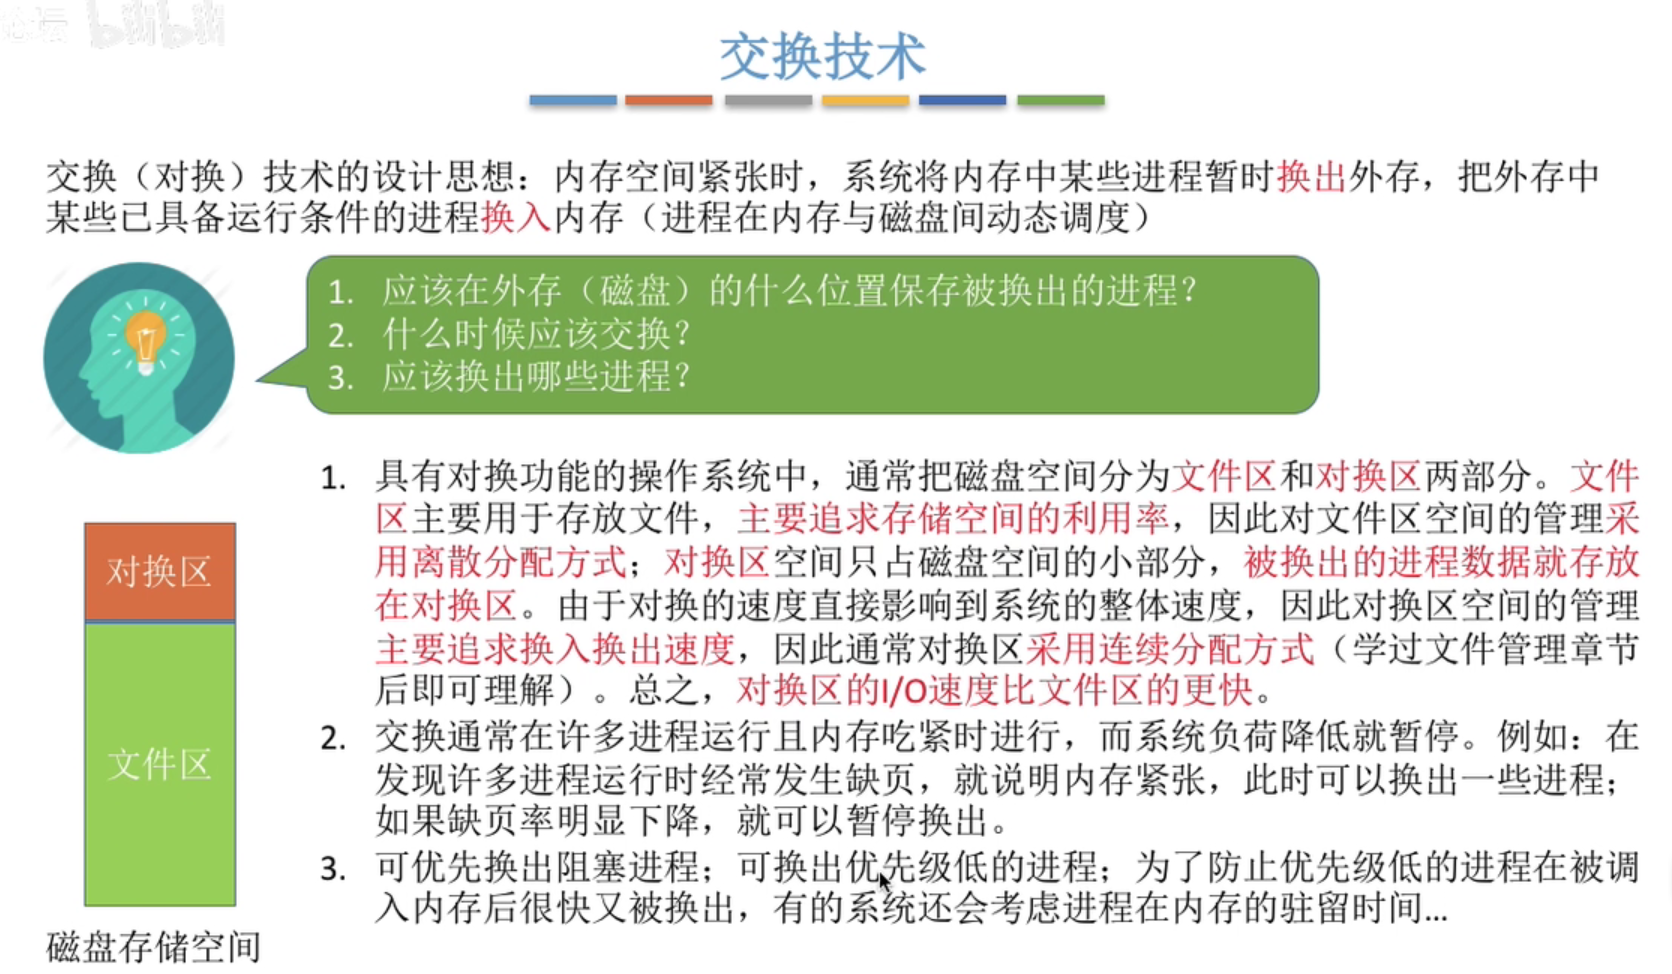 bilibili
交换技术
交换（对换）技术的设计思想：内存空间紧张时，系统将内存中某些进程暂时换出外存，把外存中
某些已具备运行条件的进程换入内存（进程在内存与磁盘间动态调度）
1. 应该在外存（磁盘）的什么位置保存被换出的进程？
2. 什么时候应该交换？
3. 应该换出哪些进程？
1. 具有对换功能的操作系统中，通常把磁盘空间分为文件区和对换区两部分。文件
区主要用于存放文件，主要追求存储空间的利用率，因此对文件区空间的管理采
用离散分配方式；对换区空间只占磁盘空间的小部分，被换出的进程数据就存放
在对换区。由于对换的速度直接影响到系统的整体速度，因此对换区空间的管理
主要追求换入换出速度，因此通常对换区采用连续分配方式（学过文件管理章节
后即可理解）。总之，对换区的I/O速度比文件区的更快。
2. 交换通常在许多进程运行且内存吃紧时进行，而系统负荷降低就暂停。例如：在
发现许多进程运行时经常发生缺页，就说明内存紧张，此时可以换出一些进程；
如果缺页率明显下降，就可以暂停换出。
3. 可优先换出阻塞进程；可换出优先级低的进程；为了防止优先级低的进程在被调
入内存后很快又被换出，有的系统还会考虑进程在内存的驻留时间...
对换区
文件区
磁盘存储空间